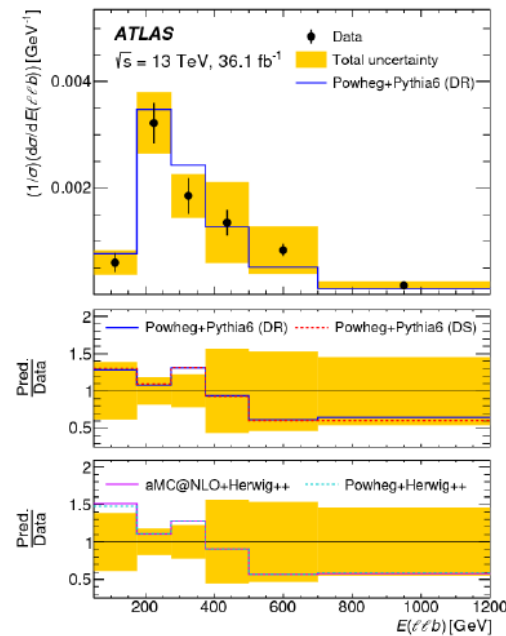 ATLAS
√s = 13 TeV, 36.1 fb⁻¹
Data
Total uncertainty
Powheg+Pythia6 (DR)
(1/σ)(dσ/dE(ℓℓb)) [GeV⁻¹]
0.004
0.002
Powheg+Pythia6 (DR) Powheg+Pythia6 (DS)
Pred.
Data
2
1.5
1
0.5
aMC@NLO+Herwig++ Powheg+Herwig++
Pred.
Data
2
1.5
1
0.5
200 400 600 800 1000 1200
E(ℓℓb) [GeV]